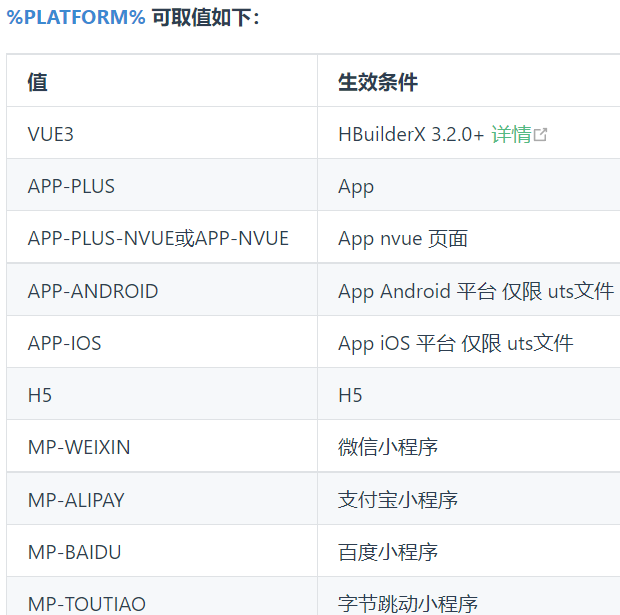 %PLATFORM% 可取值如下：
值 生效条件
VUE3 HBuilderX 3.2.0+ 详情
APP-PLUS App
APP-PLUS-NVUE或APP-NVUE App nvue 页面
APP-ANDROID App Android 平台 仅限 uts文件
APP-IOS App iOS 平台 仅限 uts文件
H5 H5
MP-WEIXIN 微信小程序
MP-ALIPAY 支付宝小程序
MP-BAIDU 百度小程序
MP-TOUTIAO 字节跳动小程序